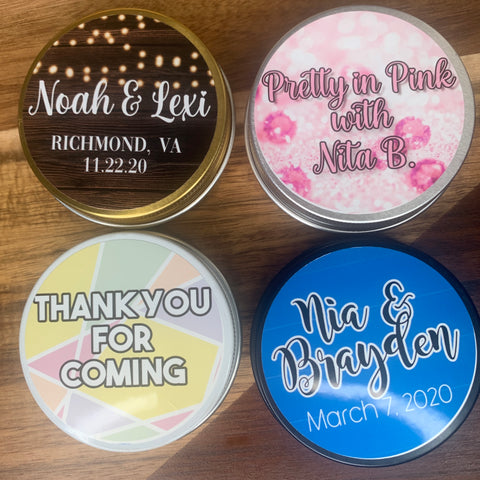 Noah & Lexi
RICHMOND, VA
11.22.20
Pretty in Pink
with
Nita B.
THANK YOU
FOR
COMING
Nia &
Brayden
March 7, 2020